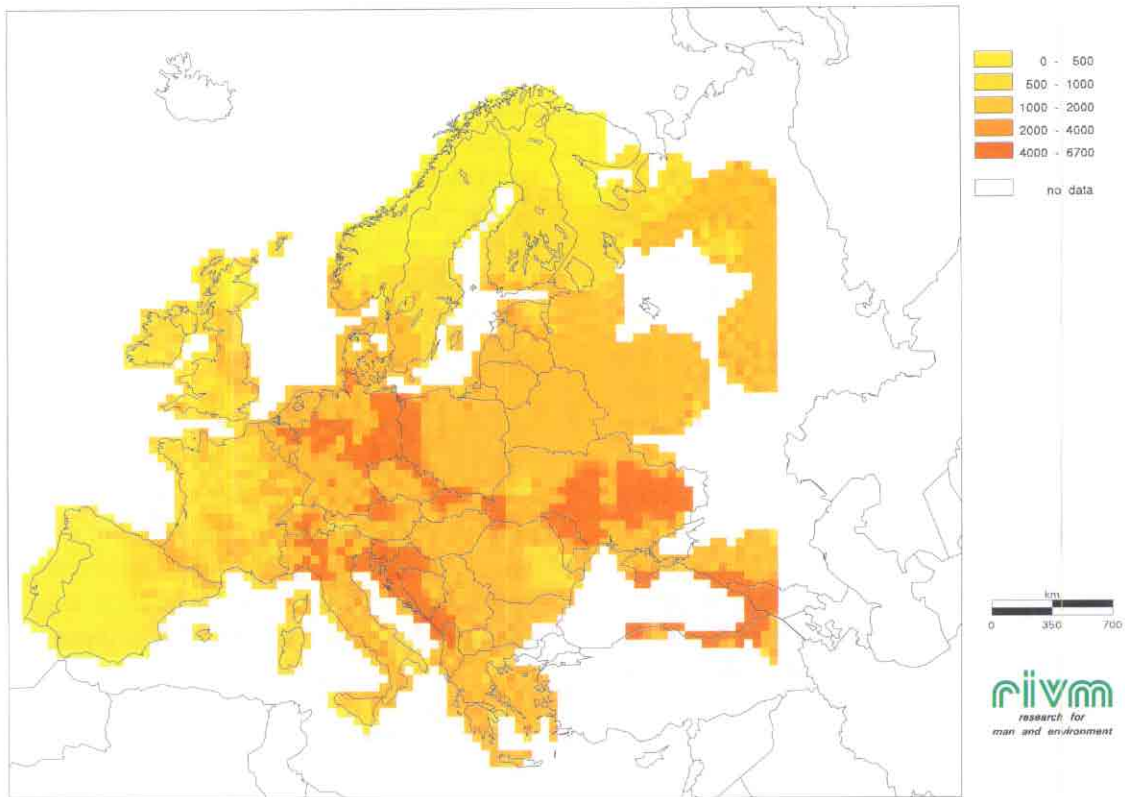 0 - 500
500 - 1000
1000 - 2000
2000 - 4000
4000 - 6700
no data
km
0 350 700
rivm
research for
man and environment